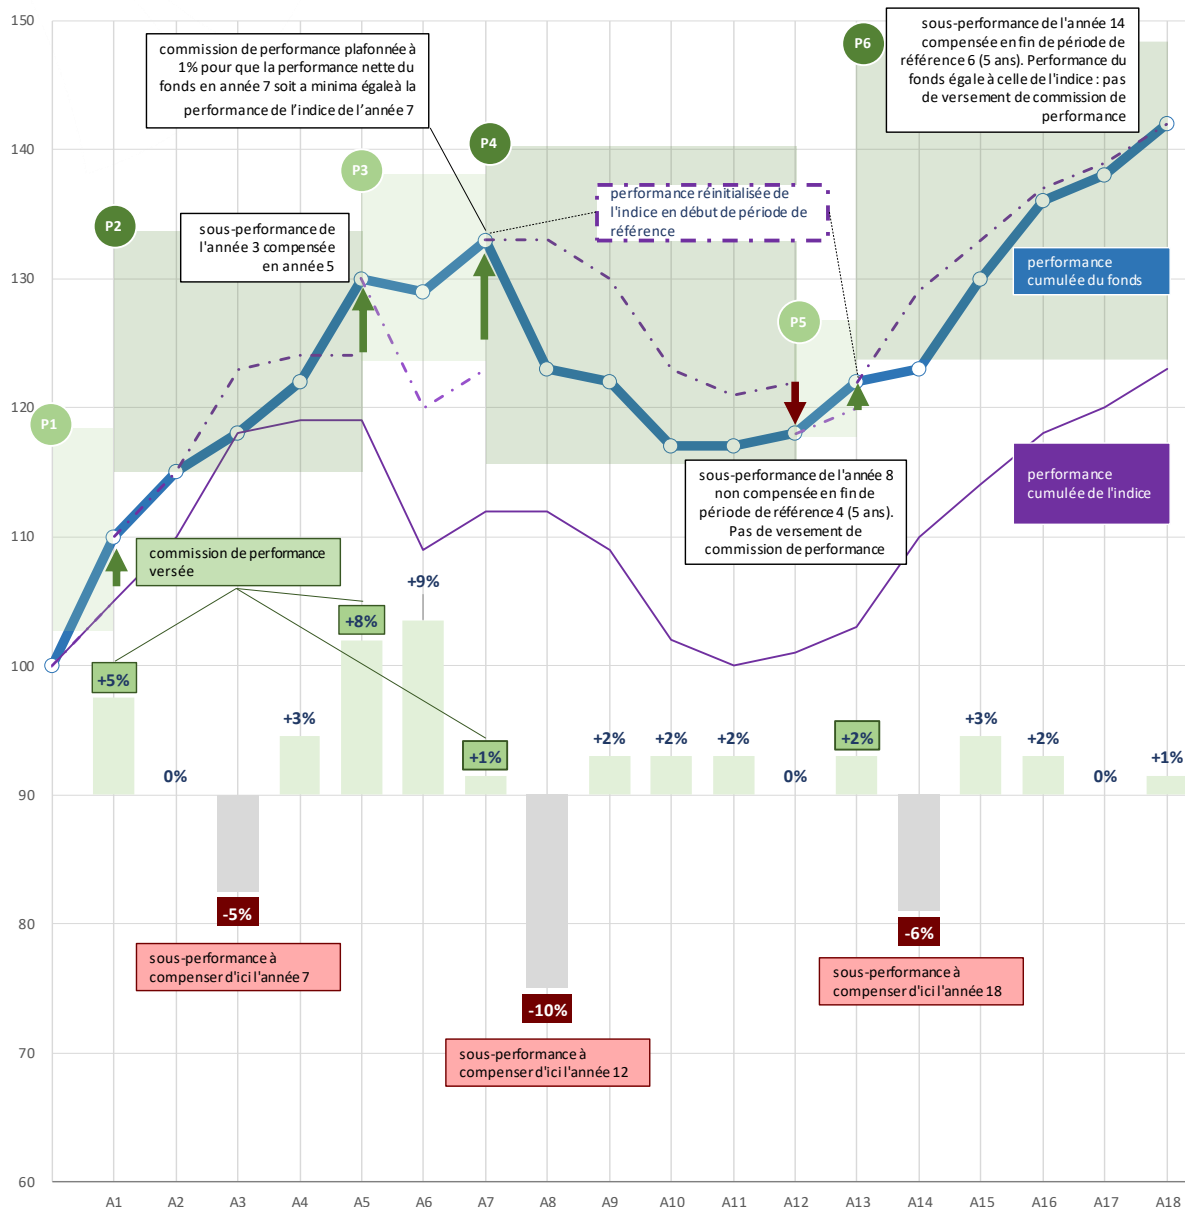 150
140
130
120
110
100
90
80
70
60
commission de performance plafonnée à
1% pour que la performance nette du
fonds en année 7 soit a minima égale à la
performance de l'indice de l'année 7
P6
sous-performance de l'année 14
compensée en fin de période de
référence 6 (5 ans). Performance du
fonds égale à celle de l'indice : pas
de versement de commission de
performance
P4
P3
P2
sous-performance de
l'année 3 compensée
en année 5
performance réinitialisée de
l'indice en début de période de
référence
performance
cumulée du fonds
P5
P1
sous-performance de l'année 8
non compensée en fin de
période de référence 4 (5 ans).
Pas de versement de
commission de performance
performance
cumulée de l'indice
commission de performance
versée
+5%
0%
+3%
+8%
+9%
+1%
+2%
+2%
+2%
0%
+2%
+3%
+2%
0%
+1%
-5%
sous-performance à
compenser d'ici l'année 7
-10%
sous-performance à
compenser d'ici l'année 12
-6%
sous-performance à
compenser d'ici l'année 18
A1 A2 A3 A4 A5 A6 A7 A8 A9 A10 A11 A12 A13 A14 A15 A16 A17 A18